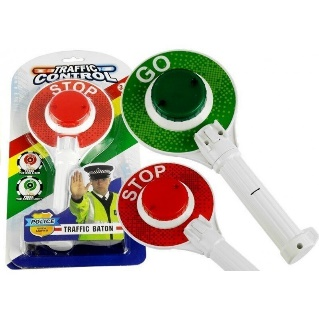 TRAFFIC
CONTROL
STOP
POLICE
TRAFFIC BATON
GO
STOP